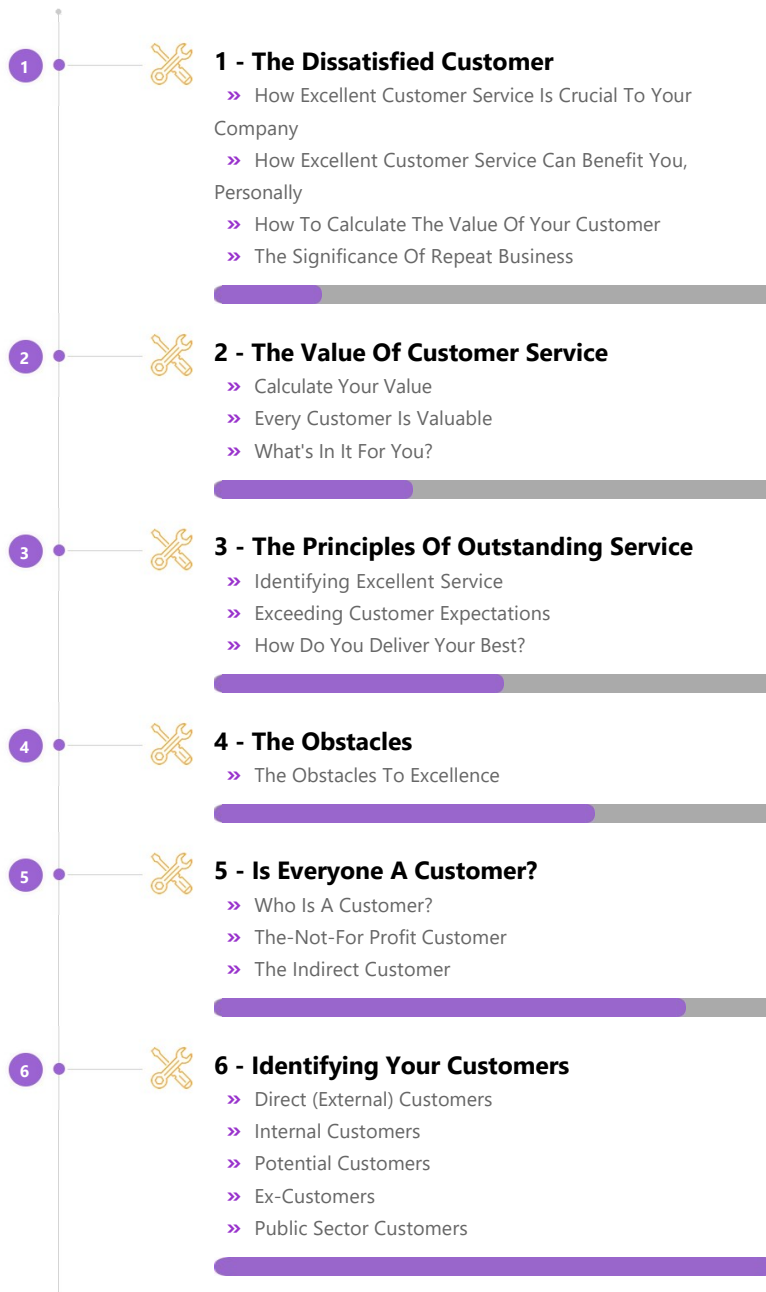 1
1 - The Dissatisfied Customer
» How Excellent Customer Service Is Crucial To Your
Company
» How Excellent Customer Service Can Benefit You,
Personally
» How To Calculate The Value Of Your Customer
» The Significance Of Repeat Business
2
2 - The Value Of Customer Service
» Calculate Your Value
» Every Customer Is Valuable
» What's In It For You?
3
3 - The Principles Of Outstanding Service
» Identifying Excellent Service
» Exceeding Customer Expectations
» How Do You Deliver Your Best?
4
4 - The Obstacles
» The Obstacles To Excellence
5
5 - Is Everyone A Customer?
» Who Is A Customer?
» The-Not-For Profit Customer
» The Indirect Customer
6
6 - Identifying Your Customers
» Direct (External) Customers
» Internal Customers
» Potential Customers
» Ex-Customers
» Public Sector Customers